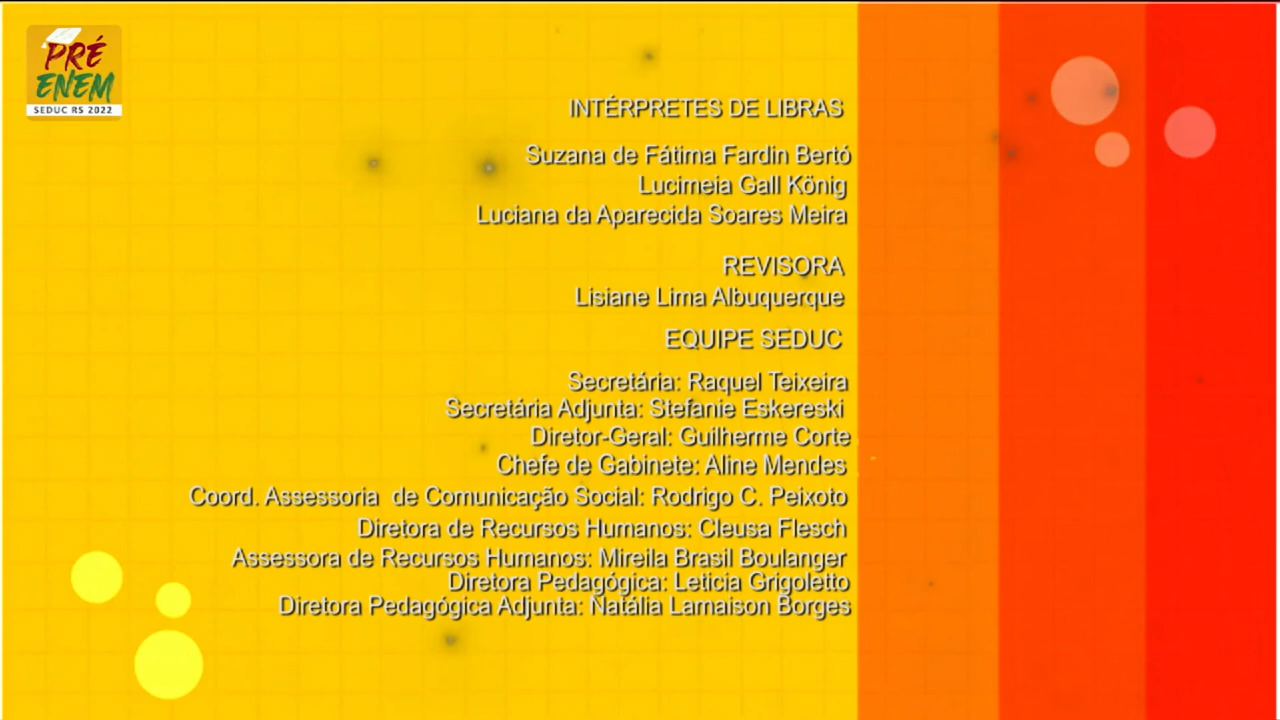 PRÉ
ENEM
SEDUC RS 2022
INTÉRPRETES DE LIBRAS
Suzana de Fátima Fardin Bertó
Lucimeia Gall König
Luciana da Aparecida Soares Meira
REVISORA
Lisiane Lima Albuquerque
EQUIPE SEDUC
Secretária: Raquel Teixeira
Secretária Adjunta: Stefanie Eskereski
Diretor-Geral: Guilherme Corte
Chefe de Gabinete: Aline Mendes
Coord. Assessoria de Comunicação Social: Rodrigo C. Peixoto
Diretora de Recursos Humanos: Cleusa Flesch
Assessora de Recursos Humanos: Mireila Brasil Boulanger
Diretora Pedagógica: Leticia Grigoletto
Diretora Pedagógica Adjunta: Natália Lamaison Borges